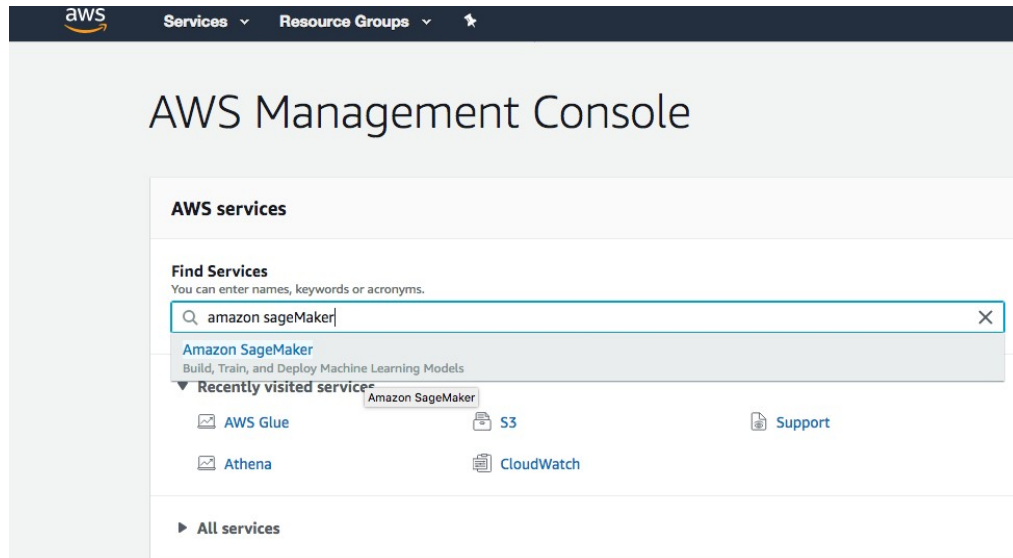 aws Services Resource Groups
AWS Management Console
AWS services
Find Services
You can enter names, keywords or acronyms.
amazon sageMaker
Amazon SageMaker
Build, Train, and Deploy Machine Learning Models
Recently visited services
Amazon SageMaker
AWS Glue S3 Support
Athena CloudWatch
All services